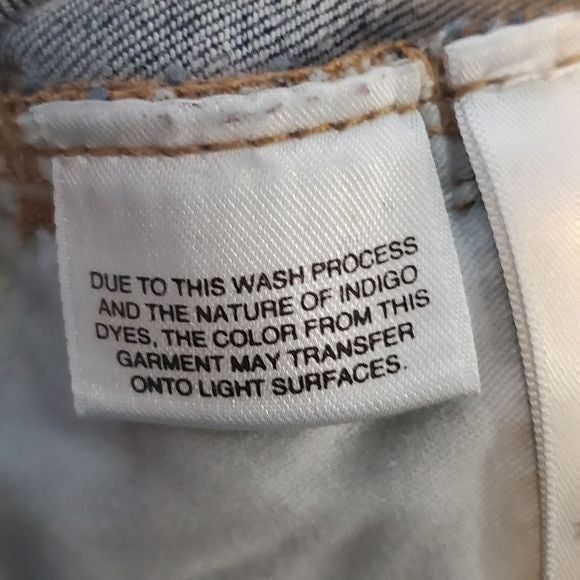 DUE TO THIS WASH PROCESS
AND THE NATURE OF INDIGO
DYES, THE COLOR FROM THIS
GARMENT MAY TRANSFER
ONTO LIGHT SURFACES.